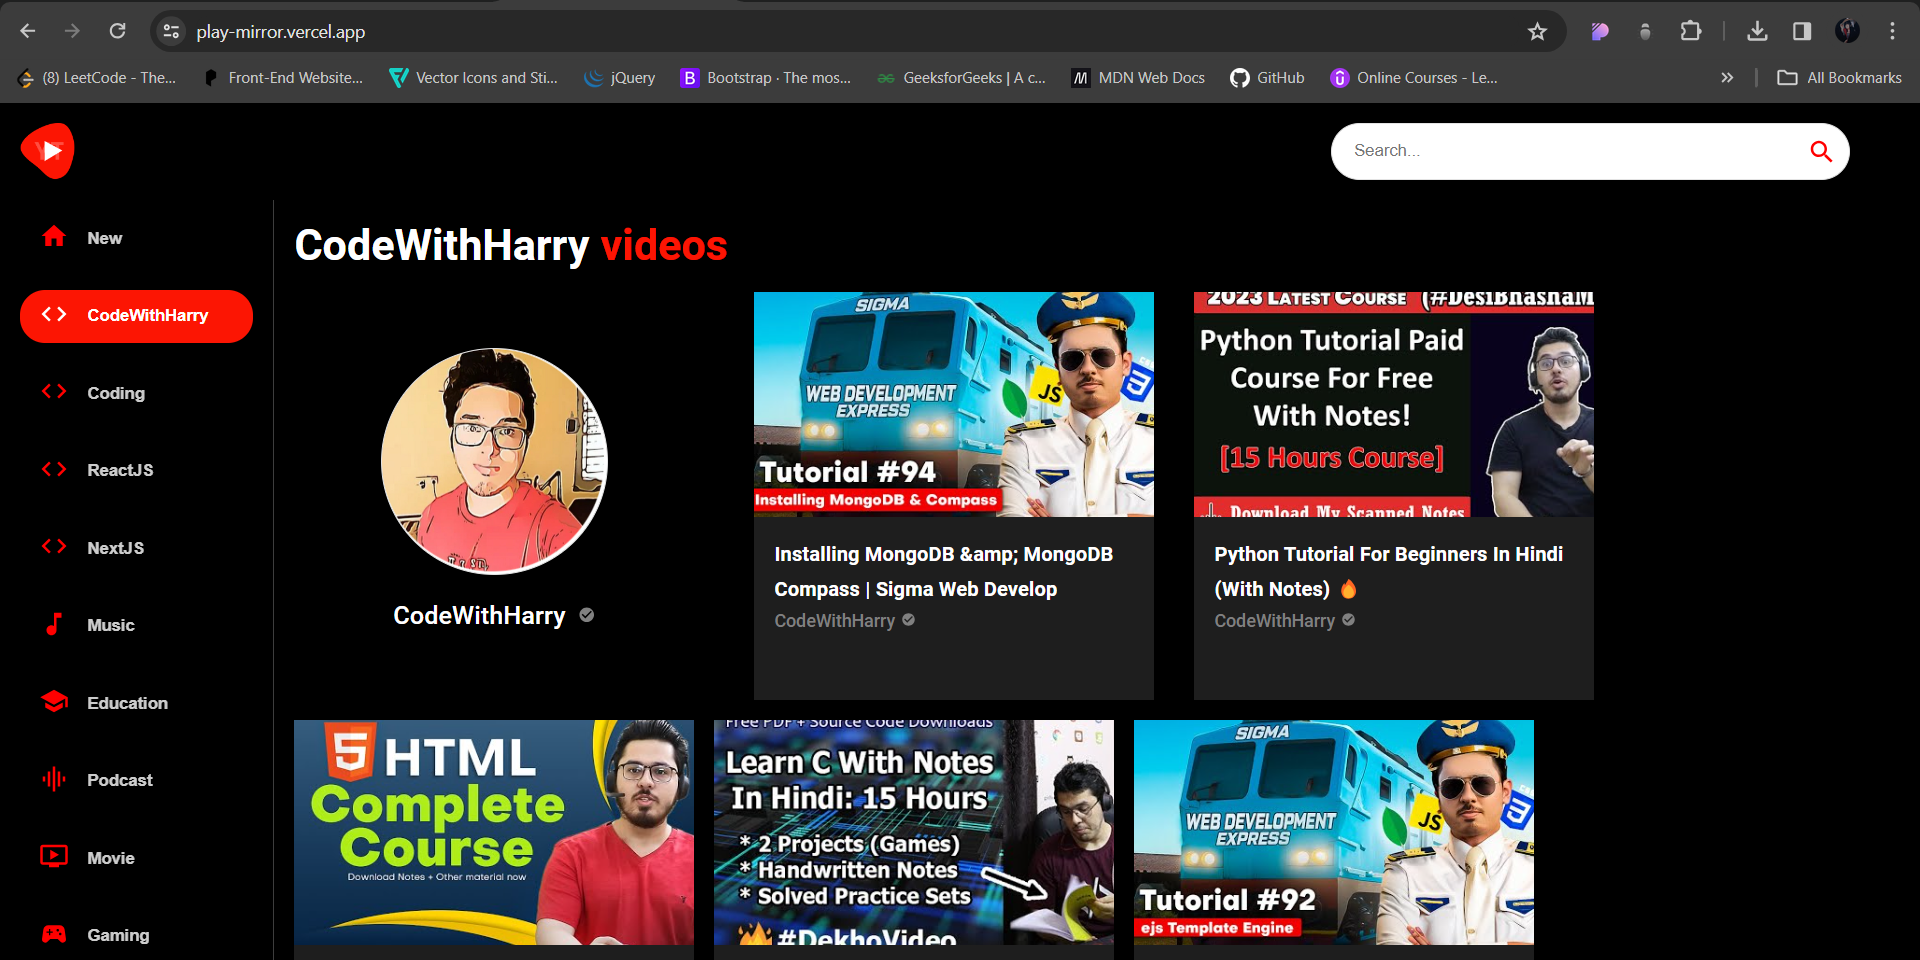 play-mirror.vercel.app
(8) LeetCode - The...
Front-End Website...
Vector Icons and Sti...
jQuery
Bootstrap · The mos...
GeeksforGeeks | A c...
MDN Web Docs
GitHub
Online Courses - Le...
All Bookmarks
Search...
New
CodeWithHarry
Coding
ReactJS
NextJS
Music
Education
Podcast
Movie
Gaming
CodeWithHarry videos
CodeWithHarry
SIGMA
WEB DEVELOPMENT
EXPRESS
JS
Tutorial #94
Installing MongoDB & Compass
Installing MongoDB &amp; MongoDB
Compass | Sigma Web Develop
CodeWithHarry
2023 LATEST COURSE (#DesiBhashaM
Python Tutorial Paid
Course For Free
With Notes!
[15 Hours Course]
Download My Scanned Notes
Python Tutorial For Beginners In Hindi
(With Notes) 🔥
CodeWithHarry
5 HTML
Complete
Course
Download Notes + Other material now
Free PDF + Source Code Downloads
Learn C With Notes
In Hindi: 15 Hours
* 2 Projects (Games)
* Handwritten Notes
* Solved Practice Sets
#DekhoVideo
SIGMA
WEB DEVELOPMENT
EXPRESS
JS
Tutorial #92
ejs Template Engine